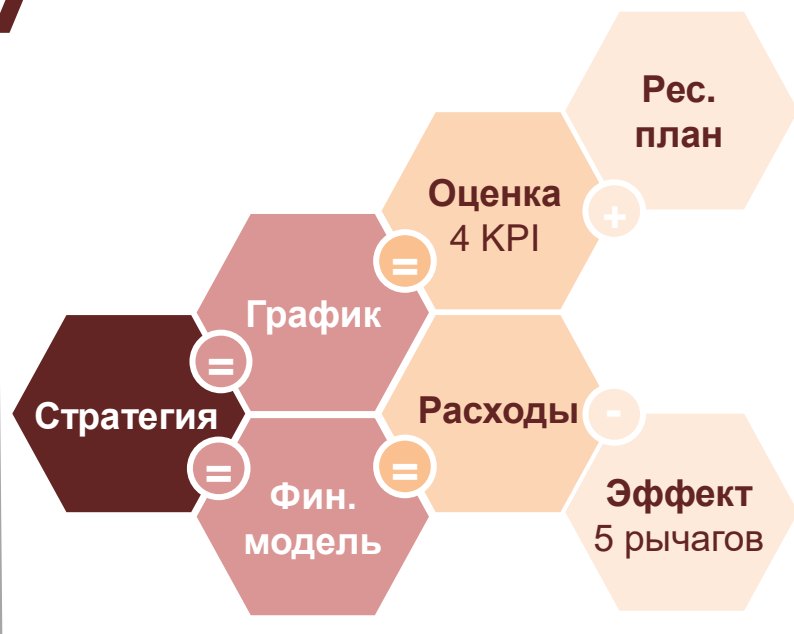 Рес.
план
Оценка
4 KPI
+
=
График
=
Стратегия
Расходы
-
=
=
Фин.
модель
Эффект
5 рычагов